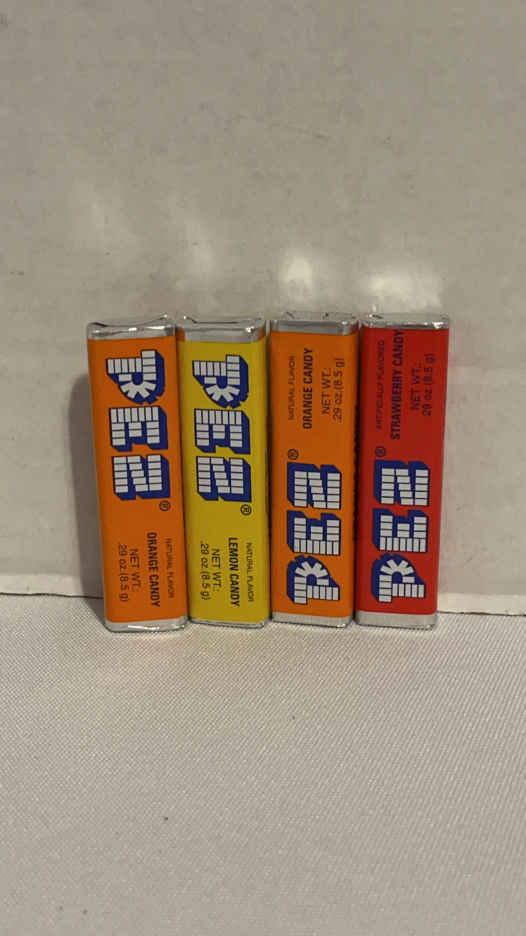 PEZ®
NATURAL FLAVOR
ORANGE CANDY
NET WT.:
.29 oz.(8.5 g)
PEZ®
NATURAL FLAVOR
LEMON CANDY
NET WT.:
.29 oz.(8.5 g)
PEZ®
NATURAL FLAVOR
ORANGE CANDY
NET WT.:
.29 oz.(8.5 g)
PEZ®
ARTIFICIALLY FLAVORED
STRAWBERRY CANDY
NET WT.:
.29 oz.(8.5 g)